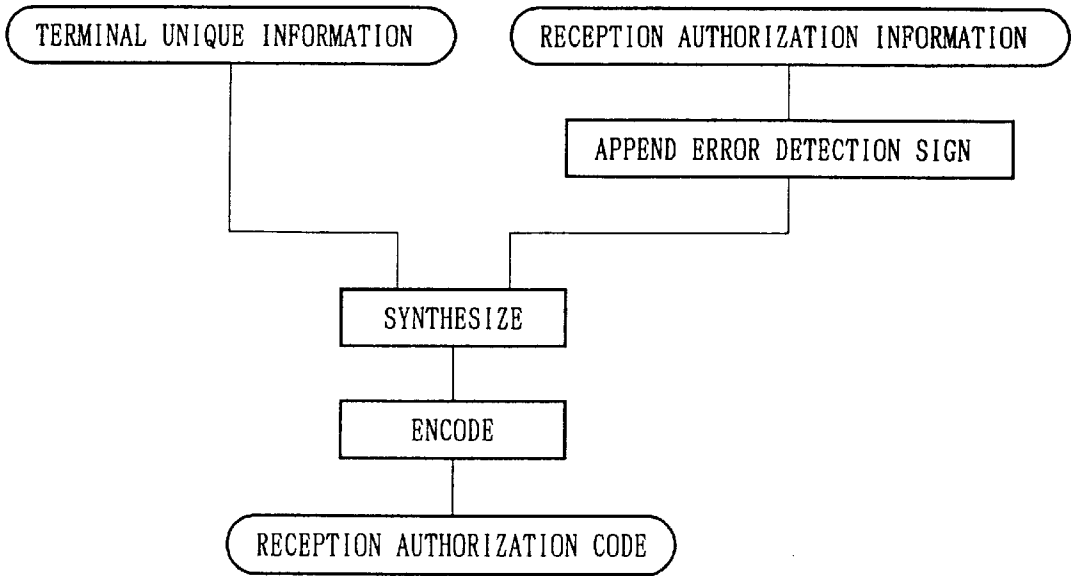 TERMINAL UNIQUE INFORMATION
RECEPTION AUTHORIZATION INFORMATION
APPEND ERROR DETECTION SIGN
SYNTHESIZE
ENCODE
RECEPTION AUTHORIZATION CODE